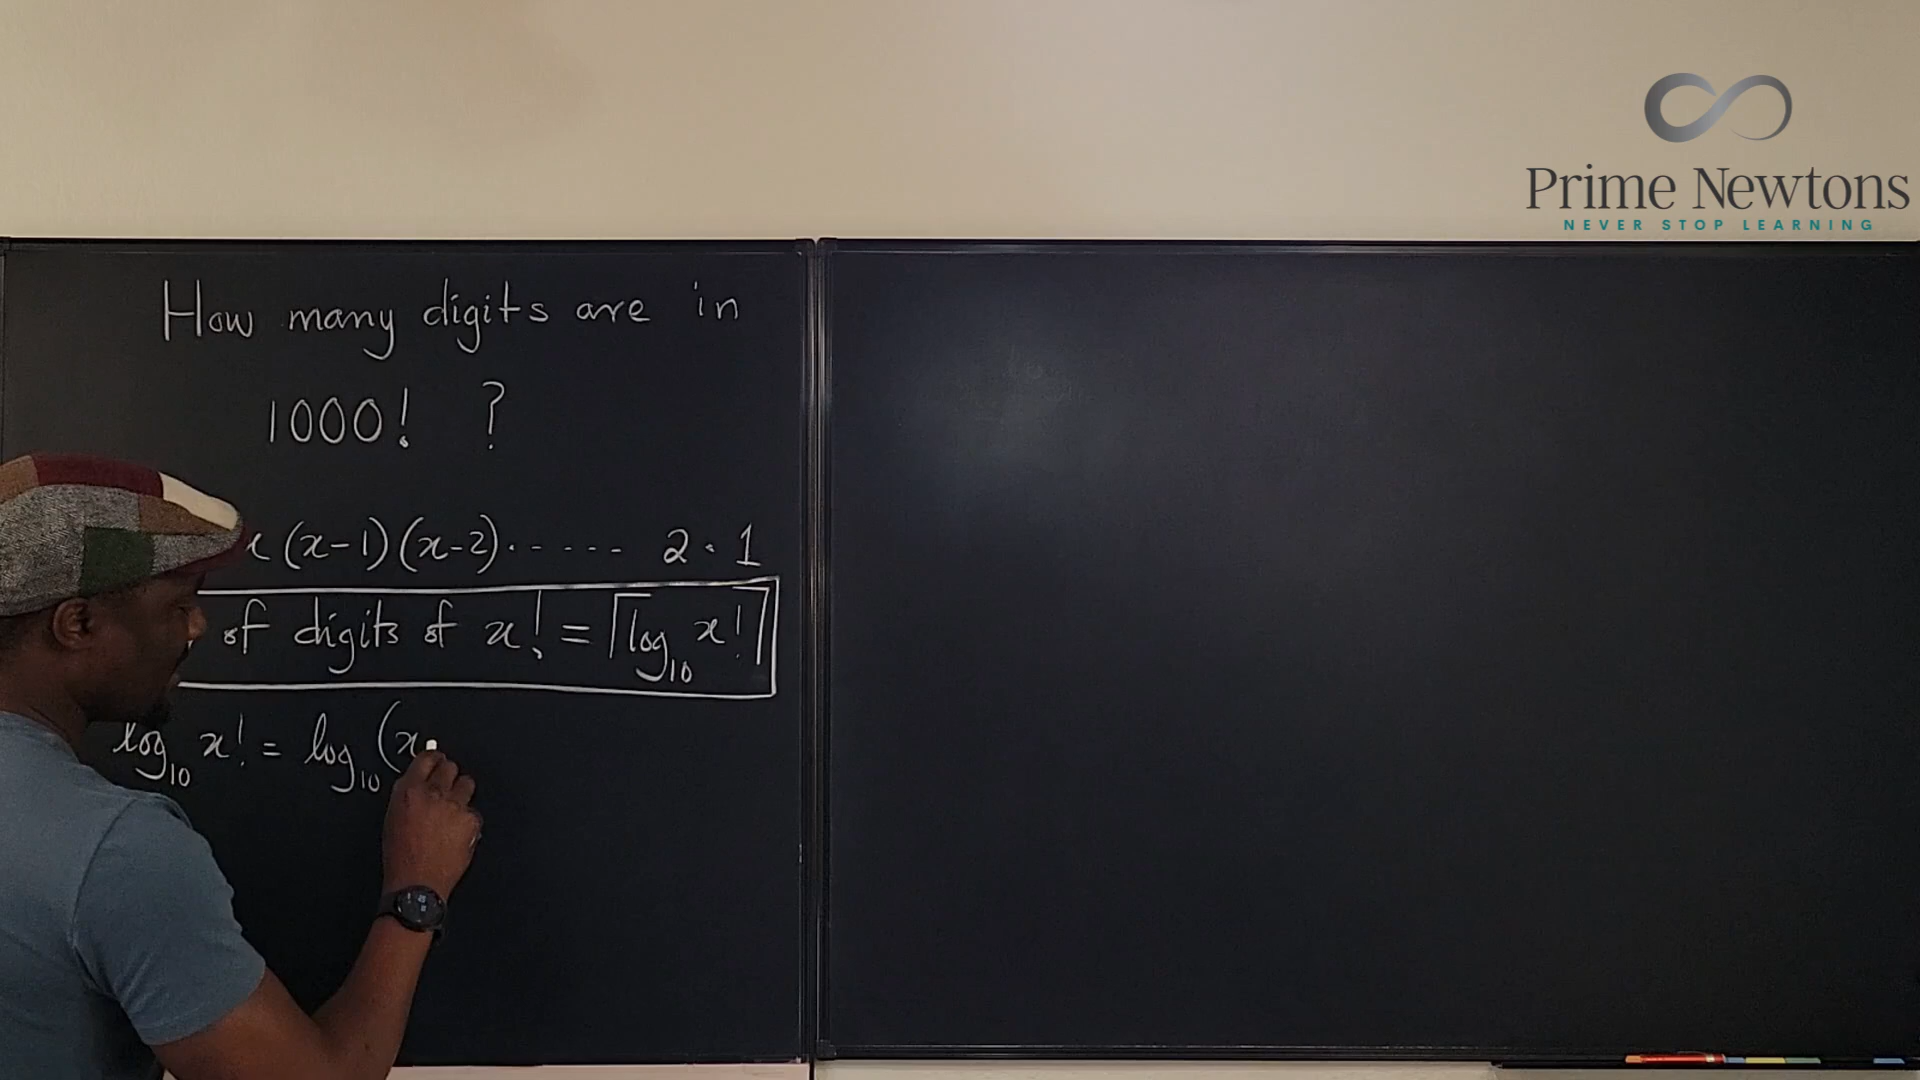 Prime Newtons
NEVER STOP LEARNING
How many digits are in
1000! ?
x (x-1)(x-2)· - - - - - 2 · 1
of digits of x! = ⌈log₁₀ x!⌉
log₁₀ x! = log₁₀ (x